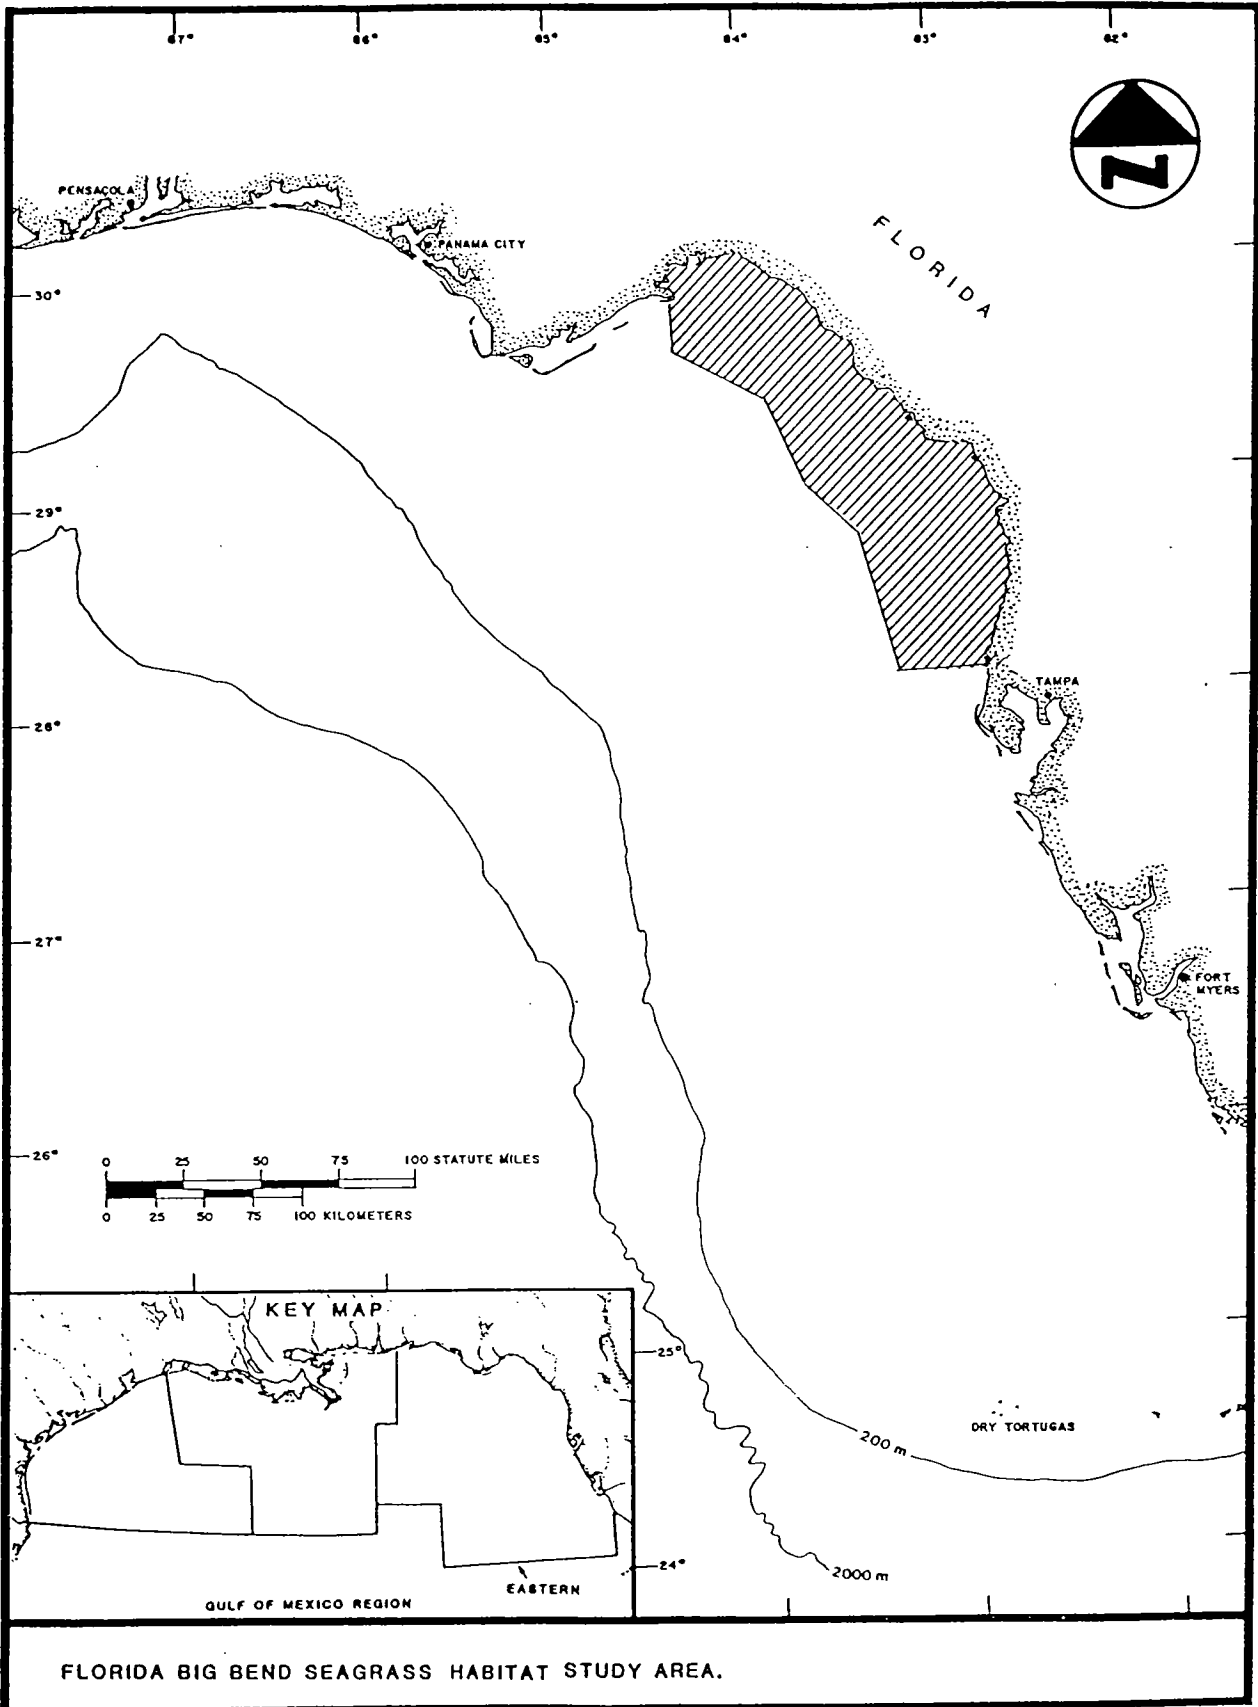 87° 86° 85° 84° 83° 82°
N
PENSACOLA
PANAMA CITY
FLORIDA
30°
29°
TAMPA
28°
27°
FORT
MYERS
26°
0 25 50 75 100 STATUTE MILES
0 25 50 75 100 KILOMETERS
KEY MAP
25°
DRY TORTUGAS
200 m
24°
2000 m
EASTERN
GULF OF MEXICO REGION
FLORIDA BIG BEND SEAGRASS HABITAT STUDY AREA.